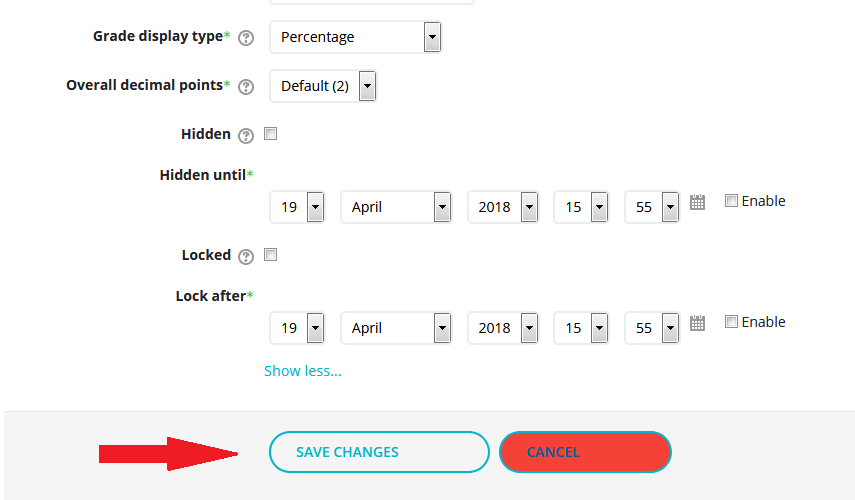 Grade display type* Percentage
Overall decimal points* Default (2)
Hidden
Hidden until*
19 April 2018 15 55 Enable
Locked
Lock after*
19 April 2018 15 55 Enable
Show less...
SAVE CHANGES CANCEL